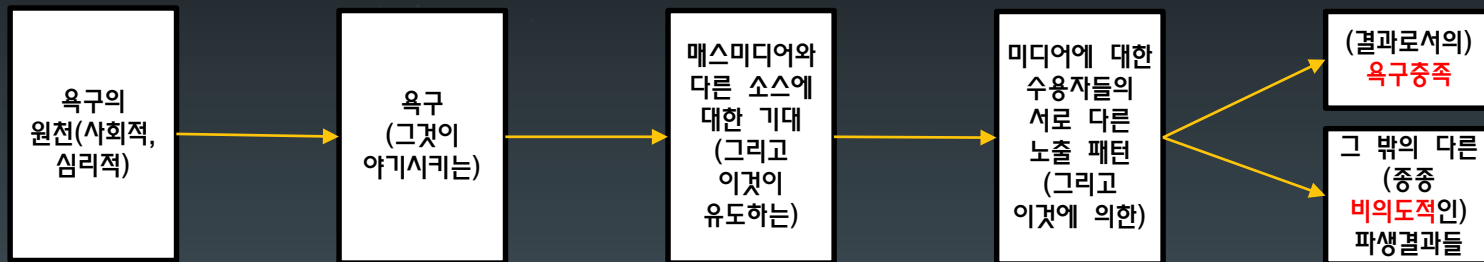 욕구의
원천(사회적,
심리적)
욕구
(그것이
야기시키는)
매스미디어와
다른 소스에
대한 기대
(그리고
이것이
유도하는)
미디어에 대한
수용자들의
서로 다른
노출 패턴
(그리고
이것에 의한)
(결과로서의)
욕구충족
그 밖의 다른
(종종
비의도적인)
파생결과들